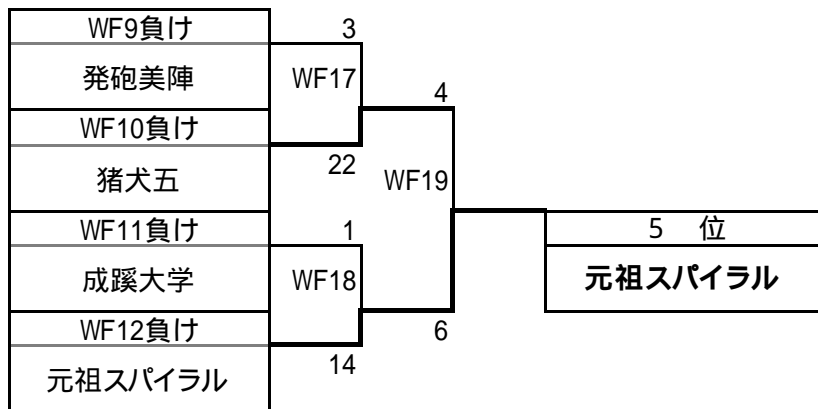 WF9負け
3
発砲美陣
WF17
4
WF10負け
22
猪犬五
WF19
WF11負け
1
5 位
成蹊大学
WF18
元祖スパイラル
WF12負け
6
14
元祖スパイラル